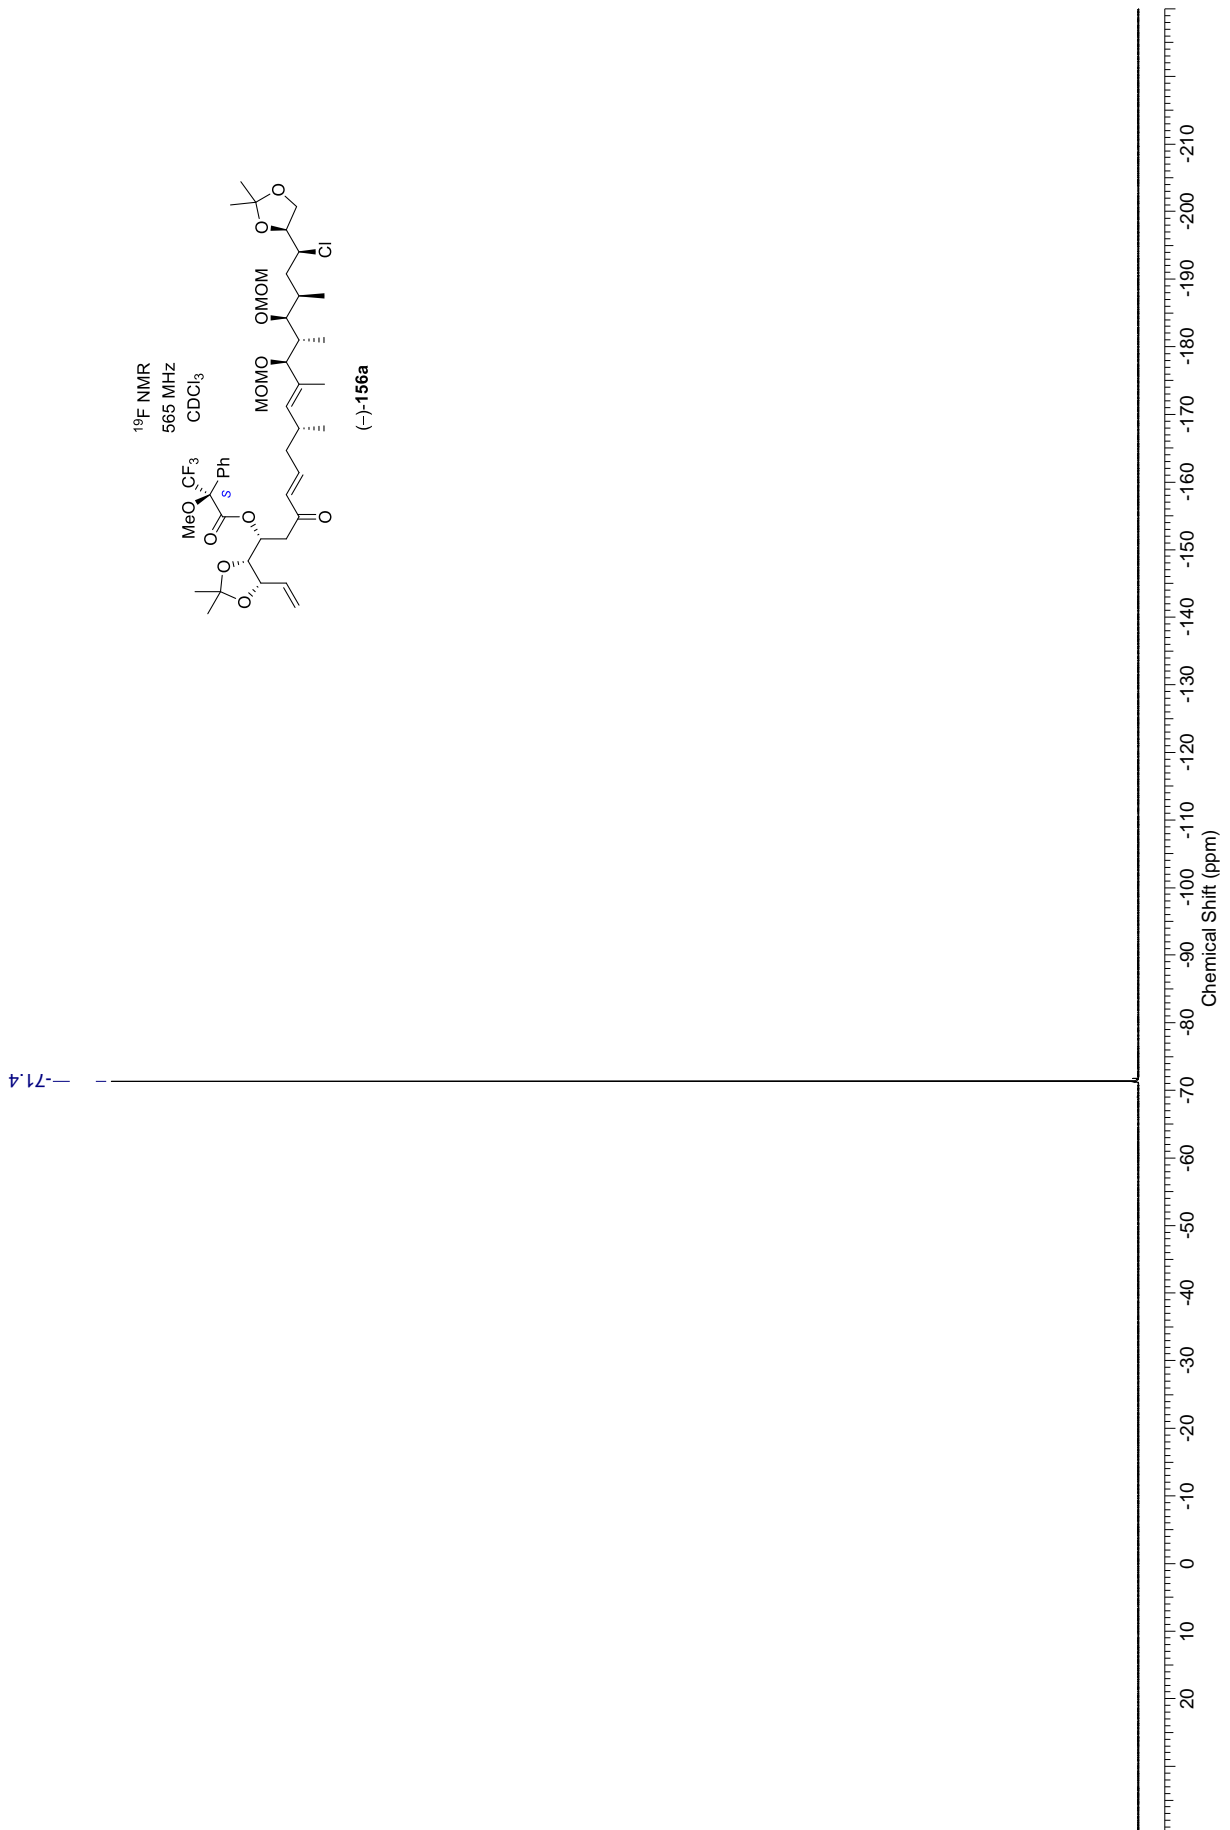 -71.4
¹⁹F NMR
565 MHz
CDCl₃
MeO
CF₃
Ph
S
O
O
O
O
O
MOMO
OMOM
Cl
O
O
(–)-156a
20
10
0
-10
-20
-30
-40
-50
-60
-70
-80
-90
-100
-110
-120
-130
-140
-150
-160
-170
-180
-190
-200
-210
Chemical Shift (ppm)